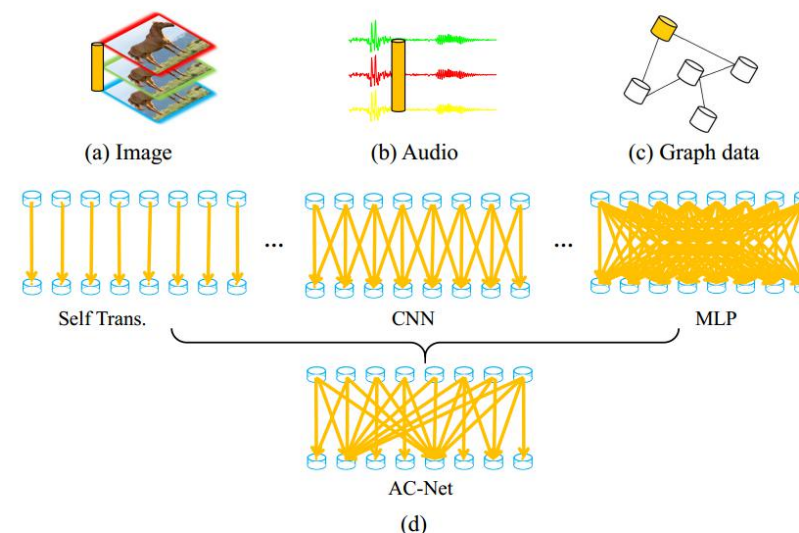 (a) Image
(b) Audio
(c) Graph data
...
...
Self Trans.
CNN
MLP
AC-Net
(d)